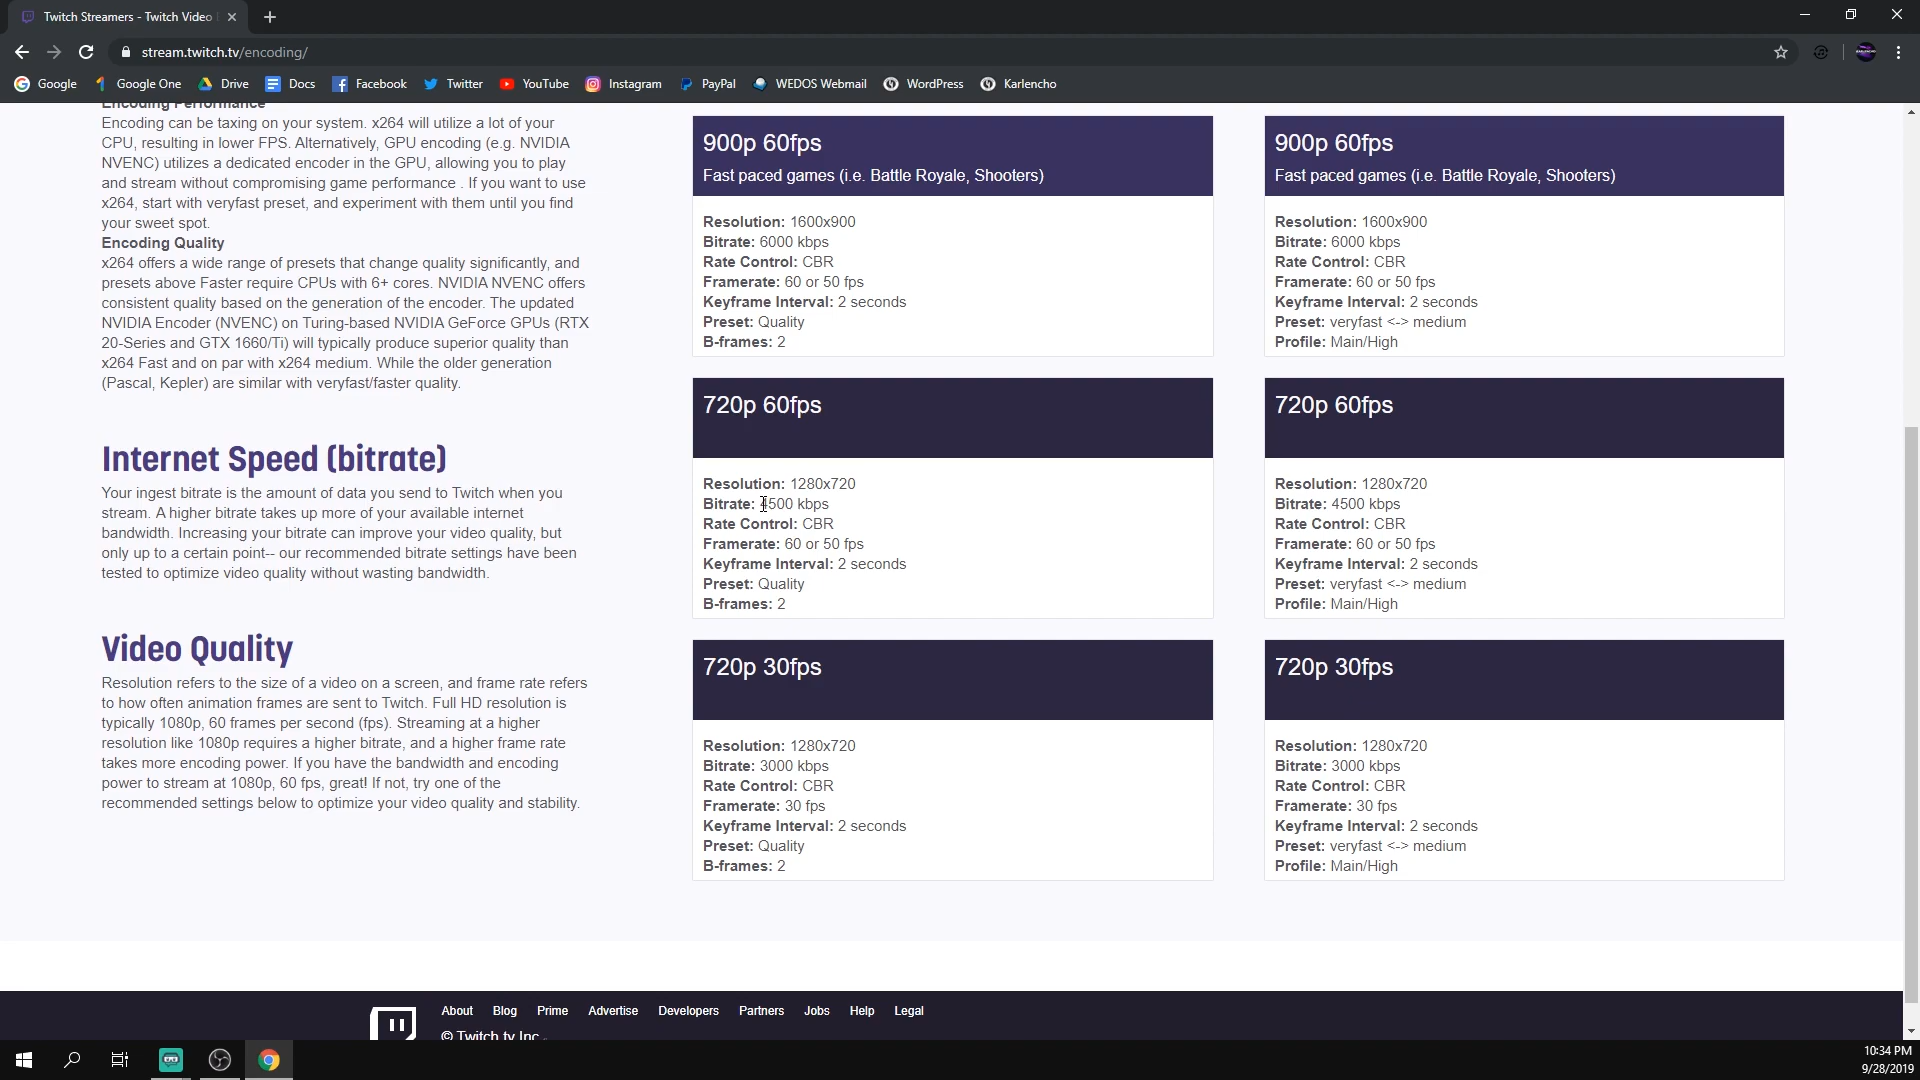 Twitch Streamers - Twitch Video
stream.twitch.tv/encoding/
Google
Google One
Drive
Docs
Facebook
Twitter
YouTube
Instagram
PayPal
WEDOS Webmail
WordPress
Karlencho
Encoding Performance
Encoding can be taxing on your system. x264 will utilize a lot of your
CPU, resulting in lower FPS. Alternatively, GPU encoding (e.g. NVIDIA
NVENC) utilizes a dedicated encoder in the GPU, allowing you to play
and stream without compromising game performance . If you want to use
x264, start with veryfast preset, and experiment with them until you find
your sweet spot.
Encoding Quality
x264 offers a wide range of presets that change quality significantly, and
presets above Faster require CPUs with 6+ cores. NVIDIA NVENC offers
consistent quality based on the generation of the encoder. The updated
NVIDIA Encoder (NVENC) on Turing-based NVIDIA GeForce GPUs (RTX
20-Series and GTX 1660/Ti) will typically produce superior quality than
x264 Fast and on par with x264 medium. While the older generation
(Pascal, Kepler) are similar with veryfast/faster quality.
Internet Speed (bitrate)
Your ingest bitrate is the amount of data you send to Twitch when you
stream. A higher bitrate takes up more of your available internet
bandwidth. Increasing your bitrate can improve your video quality, but
only up to a certain point-- our recommended bitrate settings have been
tested to optimize video quality without wasting bandwidth.
Video Quality
Resolution refers to the size of a video on a screen, and frame rate refers
to how often animation frames are sent to Twitch. Full HD resolution is
typically 1080p, 60 frames per second (fps). Streaming at a higher
resolution like 1080p requires a higher bitrate, and a higher frame rate
takes more encoding power. If you have the bandwidth and encoding
power to stream at 1080p, 60 fps, great! If not, try one of the
recommended settings below to optimize your video quality and stability.
900p 60fps
Fast paced games (i.e. Battle Royale, Shooters)
Resolution: 1600x900
Bitrate: 6000 kbps
Rate Control: CBR
Framerate: 60 or 50 fps
Keyframe Interval: 2 seconds
Preset: Quality
B-frames: 2
720p 60fps
Resolution: 1280x720
Bitrate: 4500 kbps
Rate Control: CBR
Framerate: 60 or 50 fps
Keyframe Interval: 2 seconds
Preset: Quality
B-frames: 2
720p 30fps
Resolution: 1280x720
Bitrate: 3000 kbps
Rate Control: CBR
Framerate: 30 fps
Keyframe Interval: 2 seconds
Preset: Quality
B-frames: 2
900p 60fps
Fast paced games (i.e. Battle Royale, Shooters)
Resolution: 1600x900
Bitrate: 6000 kbps
Rate Control: CBR
Framerate: 60 or 50 fps
Keyframe Interval: 2 seconds
Preset: veryfast <-> medium
Profile: Main/High
720p 60fps
Resolution: 1280x720
Bitrate: 4500 kbps
Rate Control: CBR
Framerate: 60 or 50 fps
Keyframe Interval: 2 seconds
Preset: veryfast <-> medium
Profile: Main/High
720p 30fps
Resolution: 1280x720
Bitrate: 3000 kbps
Rate Control: CBR
Framerate: 30 fps
Keyframe Interval: 2 seconds
Preset: veryfast <-> medium
Profile: Main/High
About
Blog
Prime
Advertise
Developers
Partners
Jobs
Help
Legal
© Twitch tv Inc
10:34 PM
9/28/2019